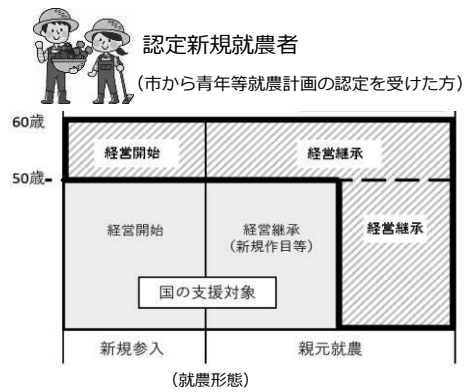 認定新規就農者
（市から青年等就農計画の認定を受けた方）
60歳
経営開始
経営継承
50歳
経営開始
経営継承
（新規作目等）
経営継承
国の支援対象
新規参入
親元就農
（就農形態）